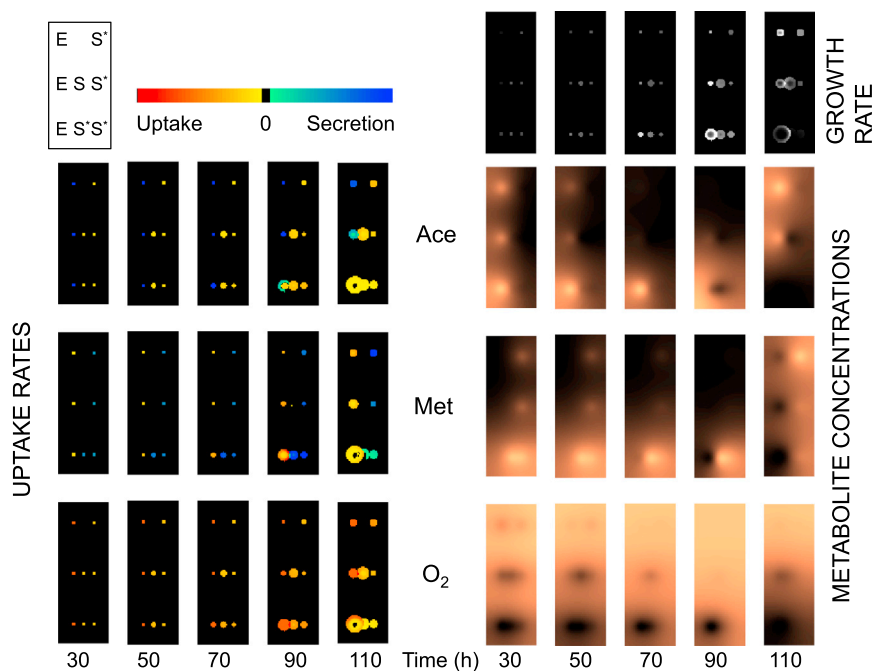 E S*
E S S*
E S*S*
Uptake 0 Secretion
GROWTH
RATE
Ace
Met
O₂
UPTAKE RATES
METABOLITE CONCENTRATIONS
30 50 70 90 110 Time (h) 30 50 70 90 110